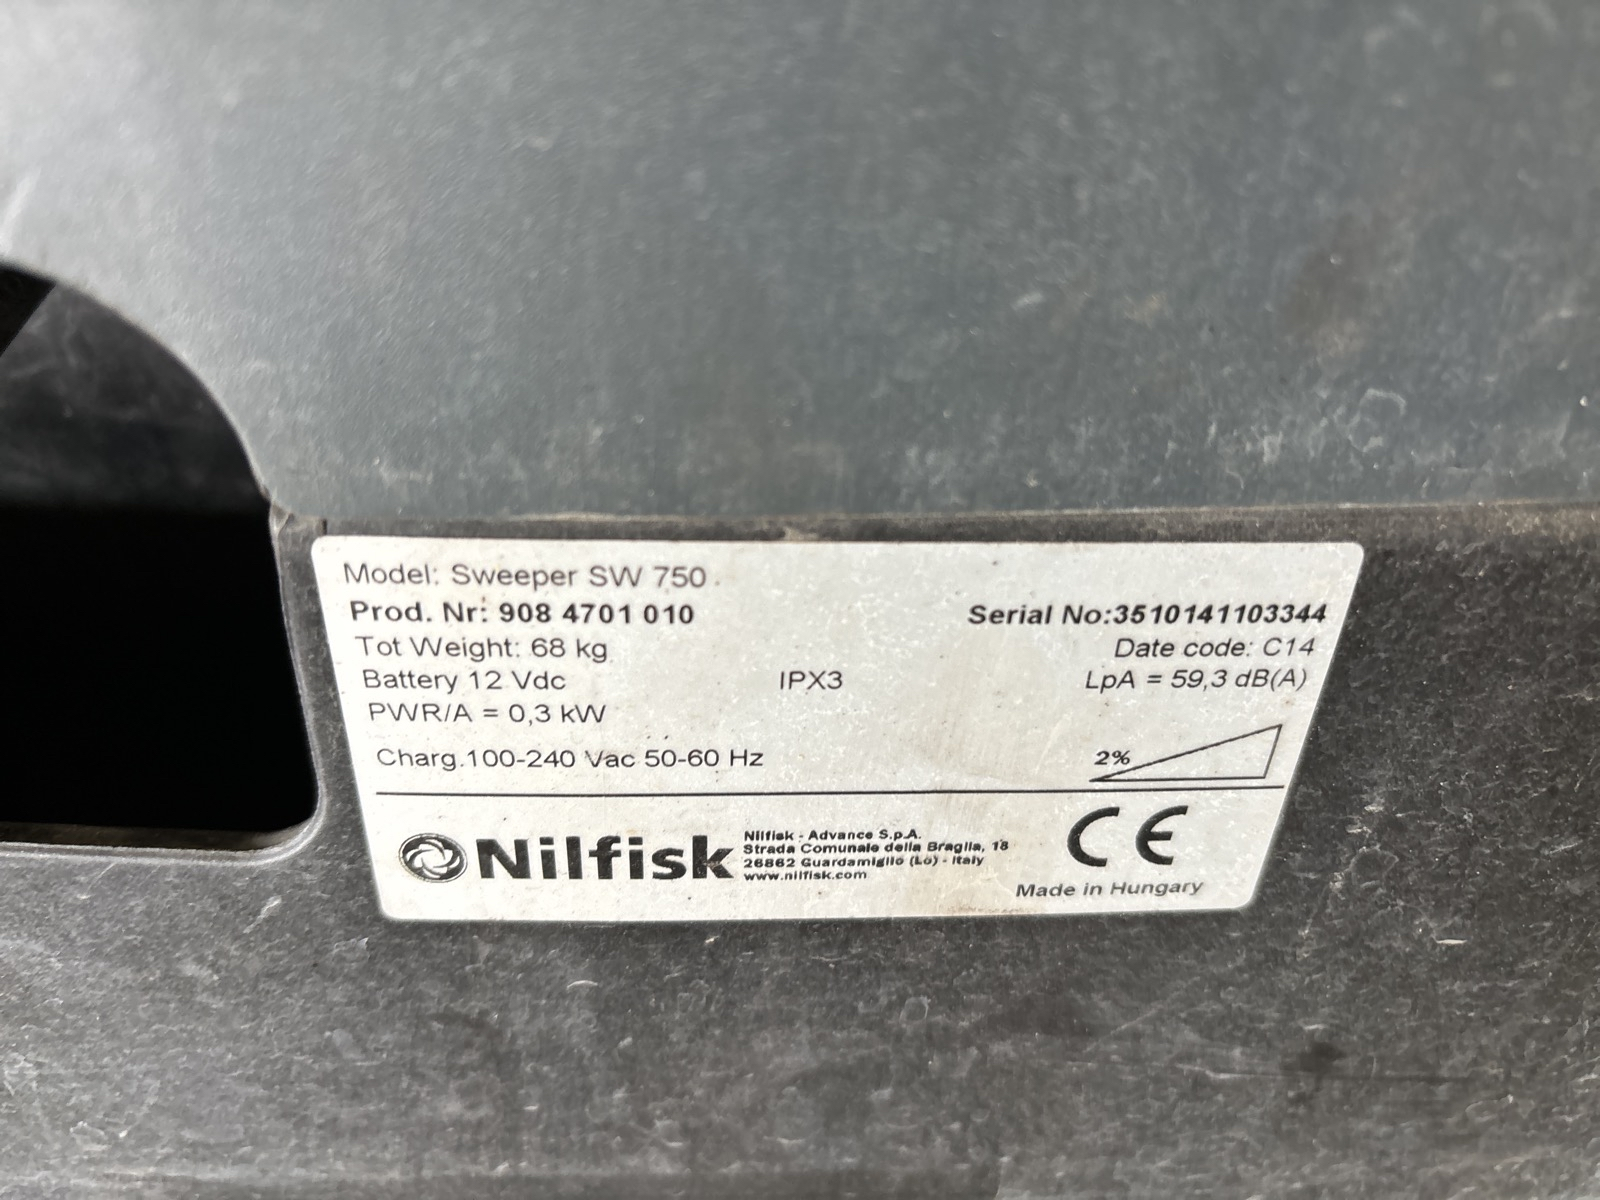 Model: Sweeper SW 750
Prod. Nr: 908 4701 010
Serial No:3510141103344
Tot Weight: 68 kg
Date code: C14
Battery 12 Vdc
IPX3
LpA = 59,3 dB(A)
PWR/A = 0,3 kW
Charg.100-240 Vac 50-60 Hz
2%
Nilfisk
Nilfisk - Advance S.p.A.
Strada Comunale della Braglia, 18
26862 Guardamiglio (Lo) - Italy
www.nilfisk.com
CE
Made in Hungary